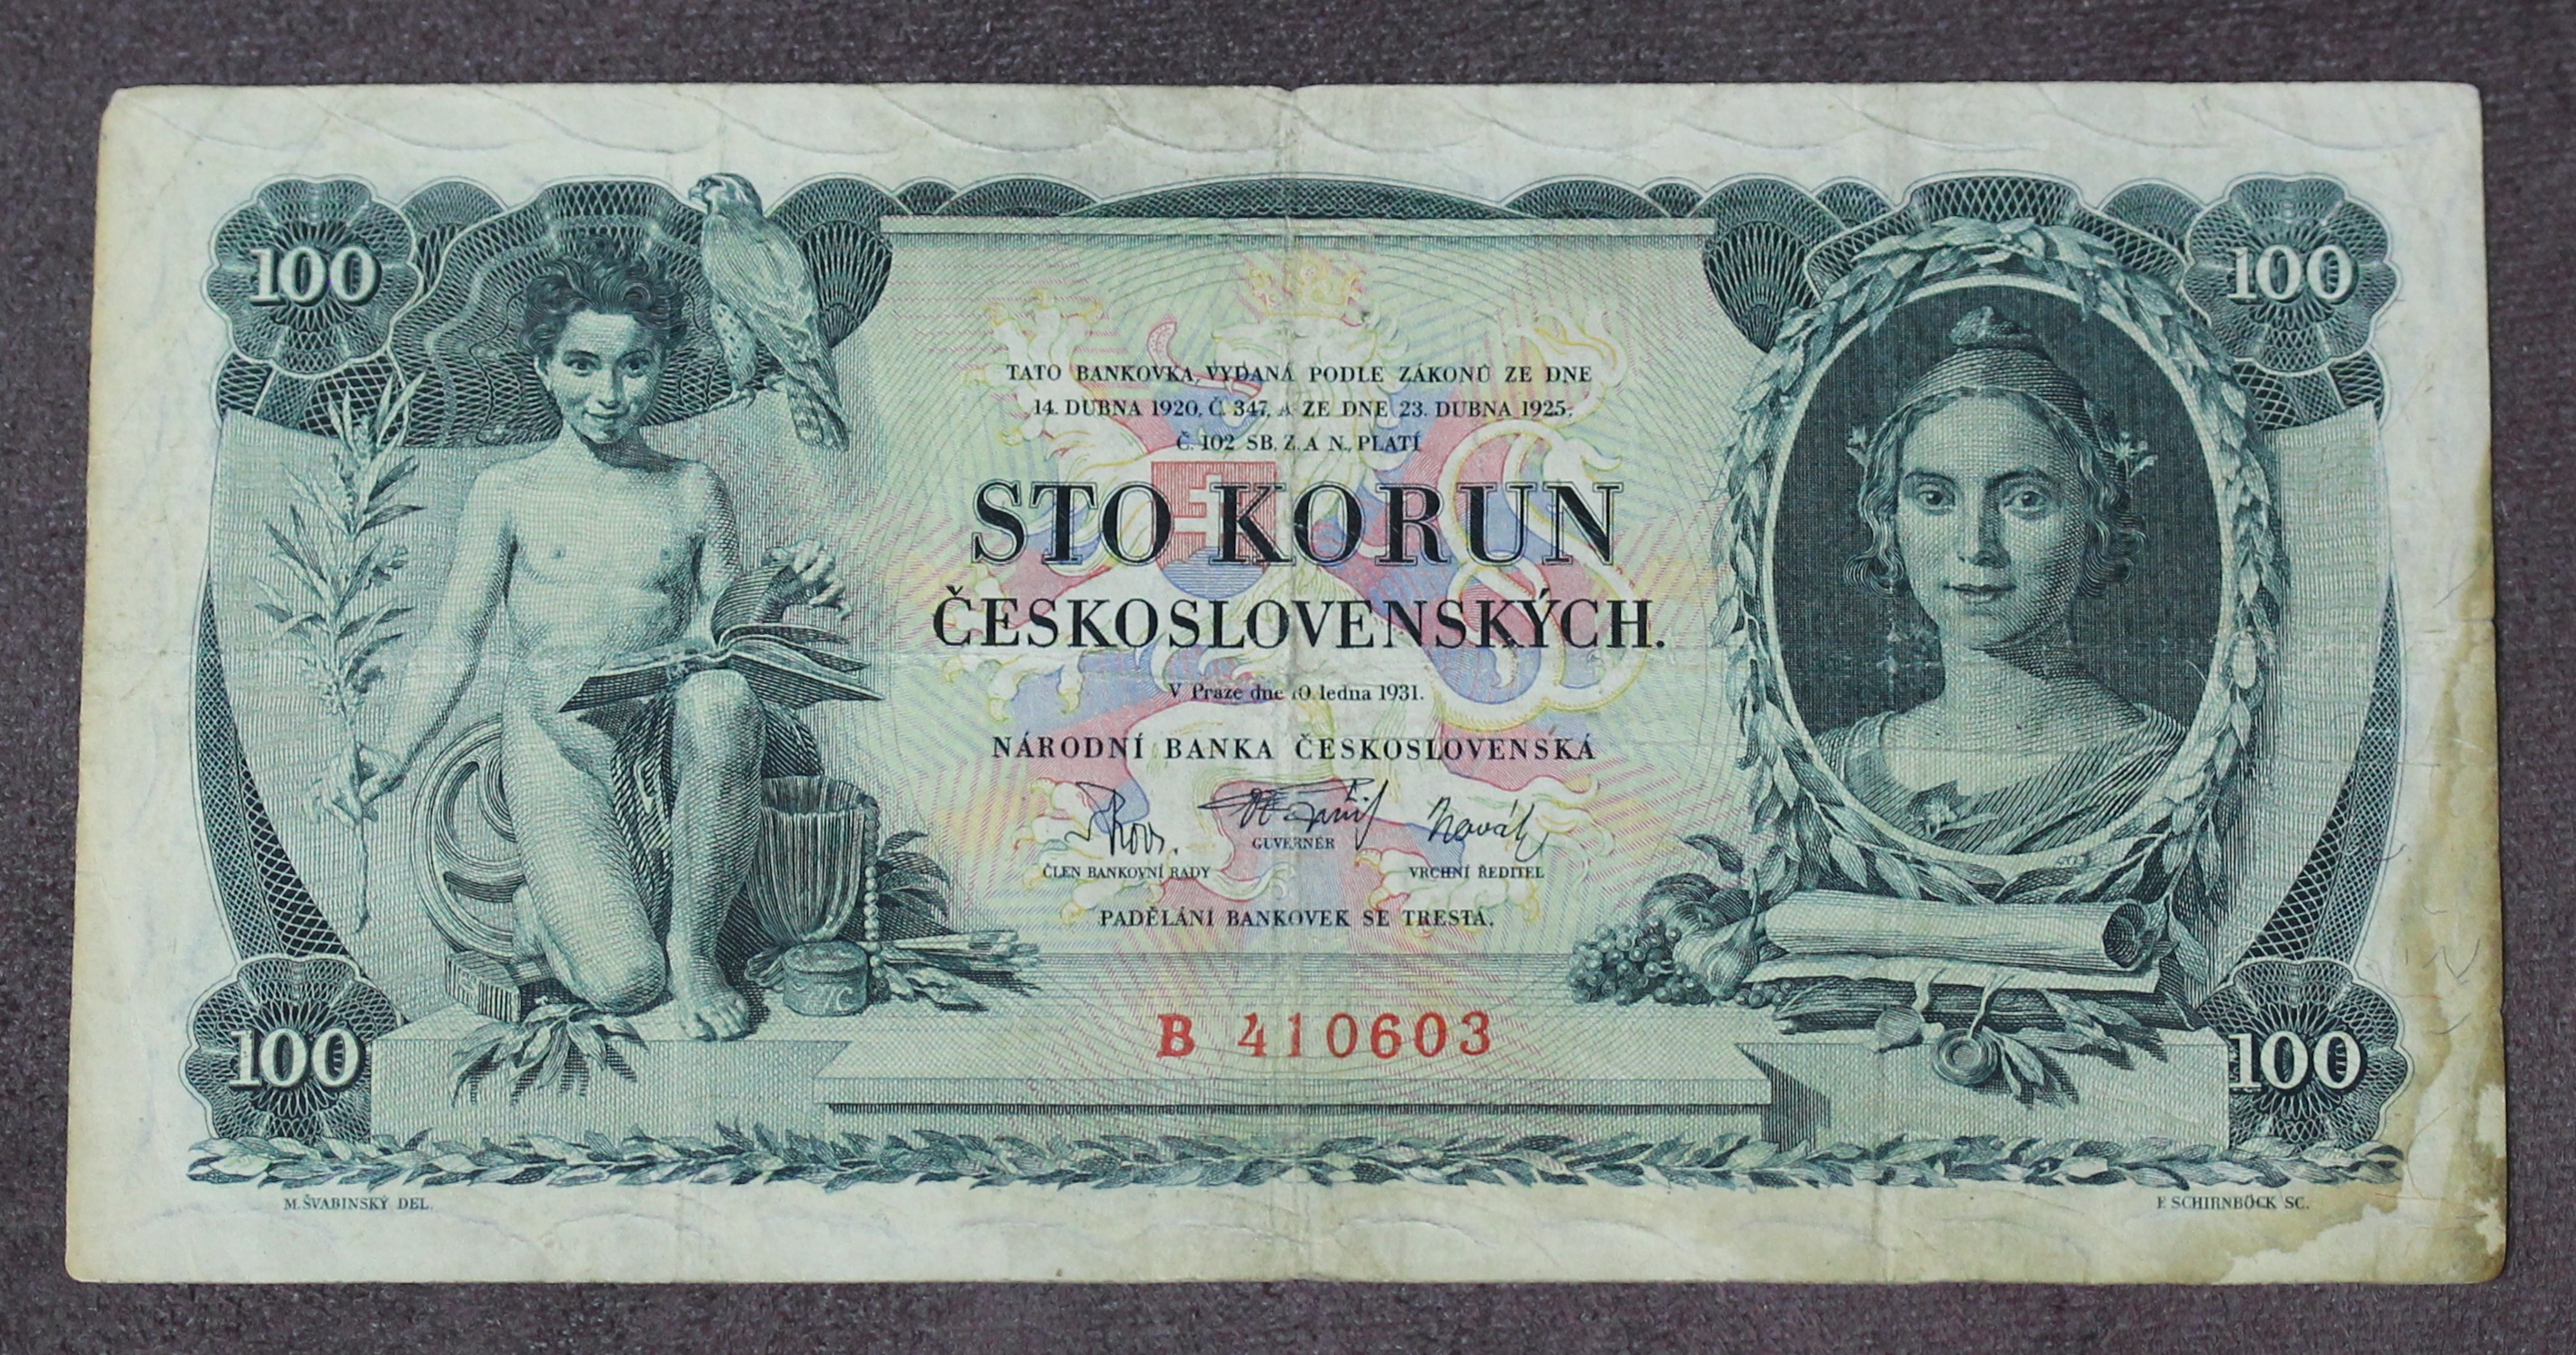 100
100
TATO BANKOVKA, VYDANÁ PODLE ZÁKONŮ ZE DNE
14. DUBNA 1920, Č. 347, A ZE DNE 23. DUBNA 1925,
Č. 102 SB. Z. A N., PLATÍ
STO KORUN
ČESKOSLOVENSKÝCH.
V Praze dne 10 ledna 1931.
NÁRODNÍ BANKA ČESKOSLOVENSKÁ
Novák
GUVERNÉR
ČLEN BANKOVNÍ RADY VRCHNÍ ŘEDITEL
PADĚLÁNÍ BANKOVEK SE TRESTÁ.
B 410603
100
100
M. ŠVABINSKÝ DEL.
F. SCHIRNBÖCK SC.